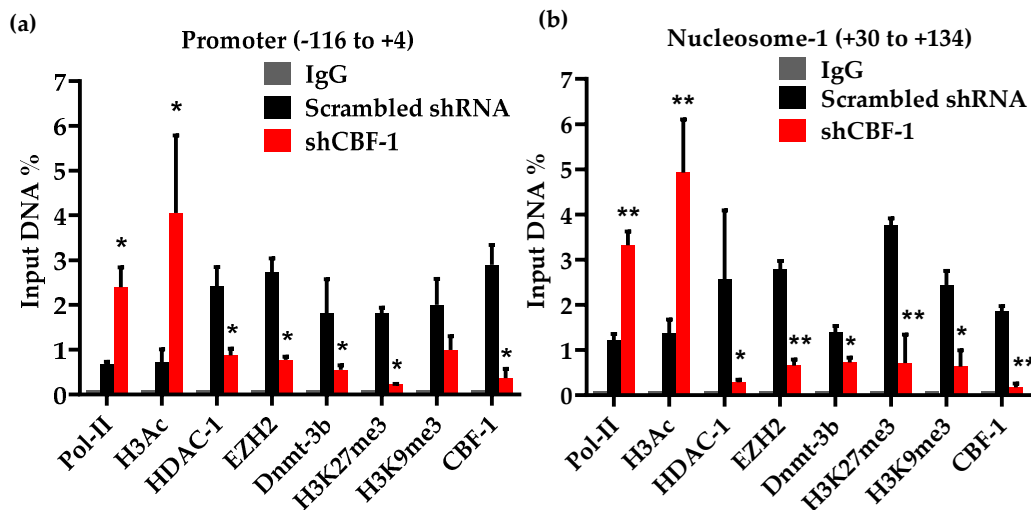 (a)
Promoter (-116 to +4)
IgG
Scrambled shRNA
shCBF-1
Input DNA %
7
6
5
4
3
2
1
0
*
*
*
*
*
*
*
Pol-II
H3Ac
HDAC-1
EZH2
Dnmt-3b
H3K27me3
H3K9me3
CBF-1
(b)
Nucleosome-1 (+30 to +134)
IgG
Scrambled shRNA
shCBF-1
Input DNA %
7
6
5
4
3
2
1
0
**
**
*
**
*
**
*
**
Pol-II
H3Ac
HDAC-1
EZH2
Dnmt-3b
H3K27me3
H3K9me3
CBF-1